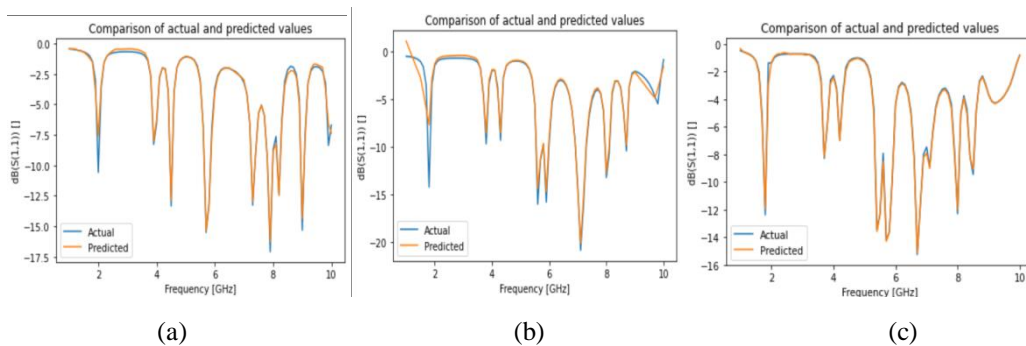 Comparison of actual and predicted values
0.0
-2.5
-5.0
-7.5
-10.0
-12.5
-15.0
-17.5
dB(S(1,1)) []
Actual
Predicted
2
4
6
8
10
Frequency [GHz]
(a)
Comparison of actual and predicted values
0
-5
-10
-15
-20
dB(S(1,1)) []
Actual
Predicted
2
4
6
8
10
Frequency [GHz]
(b)
Comparison of actual and predicted values
0
-2
-4
-6
-8
-10
-12
-14
-16
dB(S(1,1)) []
Actual
Predicted
2
4
6
8
10
Frequency [GHz]
(c)